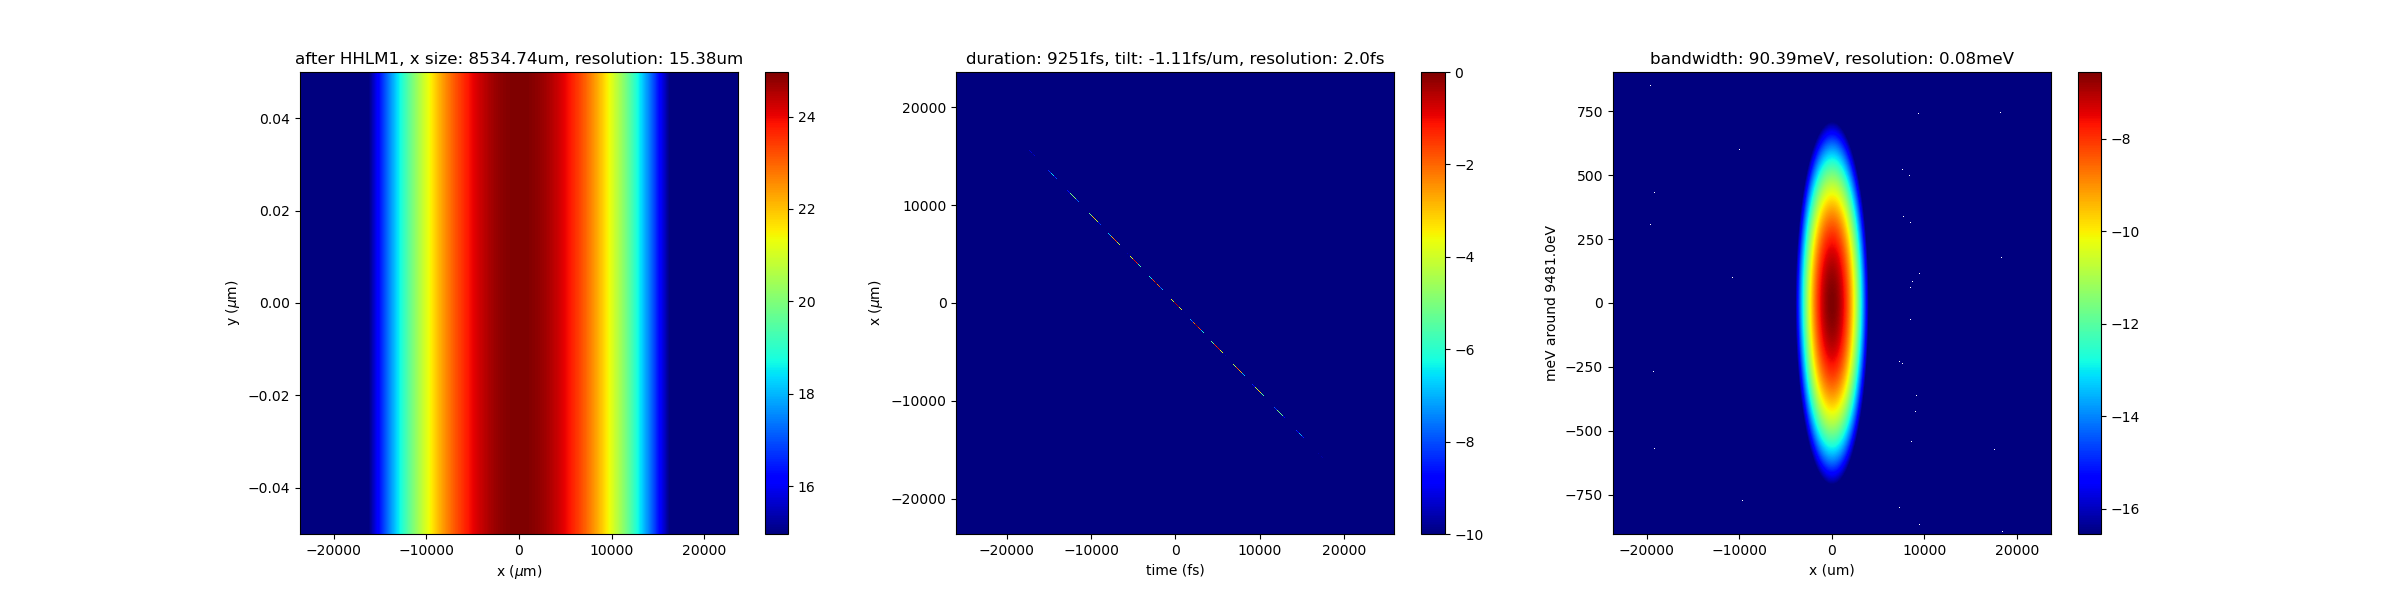 after HHLM1, x size: 8534.74um, resolution: 15.38um
0.04
0.02
0.00
−0.02
−0.04
y (μm)
−20000 −10000 0 10000 20000
x (μm)
24
22
20
18
16
duration: 9251fs, tilt: -1.11fs/um, resolution: 2.0fs
20000
10000
0
−10000
−20000
x (μm)
−20000 −10000 0 10000 20000
time (fs)
0
−2
−4
−6
−8
−10
bandwidth: 90.39meV, resolution: 0.08meV
750
500
250
0
−250
−500
−750
meV around 9481.0eV
−20000 −10000 0 10000 20000
x (um)
−8
−10
−12
−14
−16